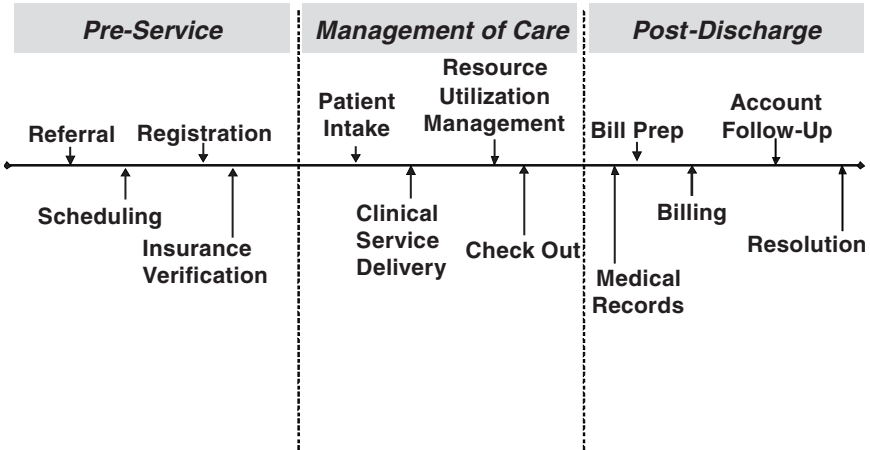 Pre-Service
Management of Care
Post-Discharge
Referral
Registration
Scheduling
Insurance
Verification
Patient
Intake
Resource
Utilization
Management
Clinical
Service
Delivery
Check Out
Bill Prep
Account
Follow-Up
Medical
Records
Billing
Resolution